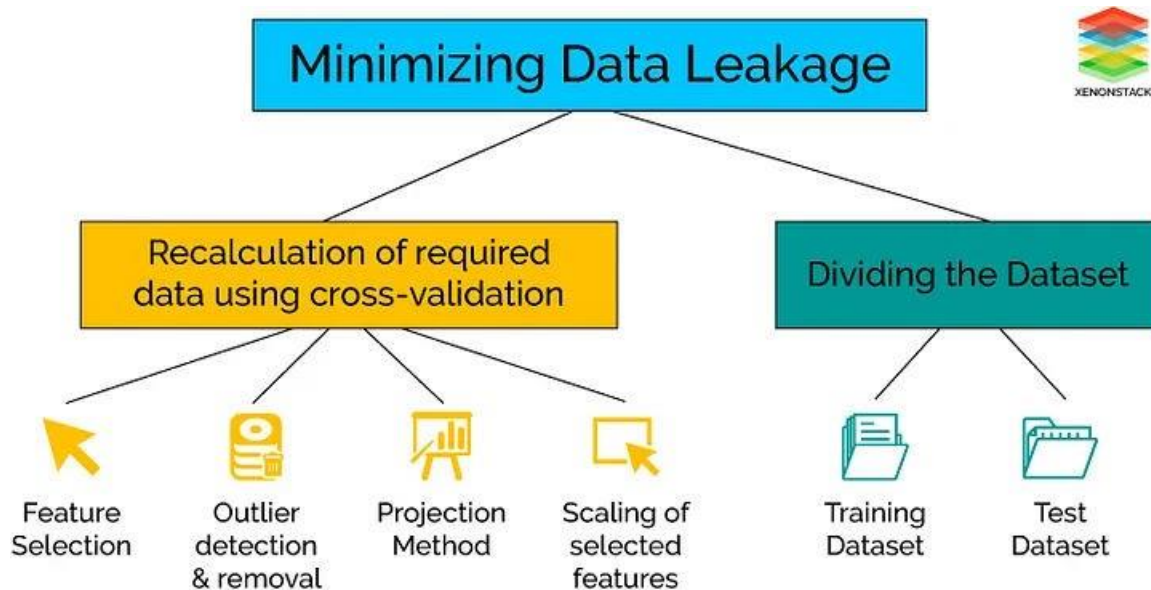 Minimizing Data Leakage
XENONSTACK
Recalculation of required
data using cross-validation
Dividing the Dataset
Feature
Selection
Outlier
detection
& removal
Projection
Method
Scaling of
selected
features
Training
Dataset
Test
Dataset